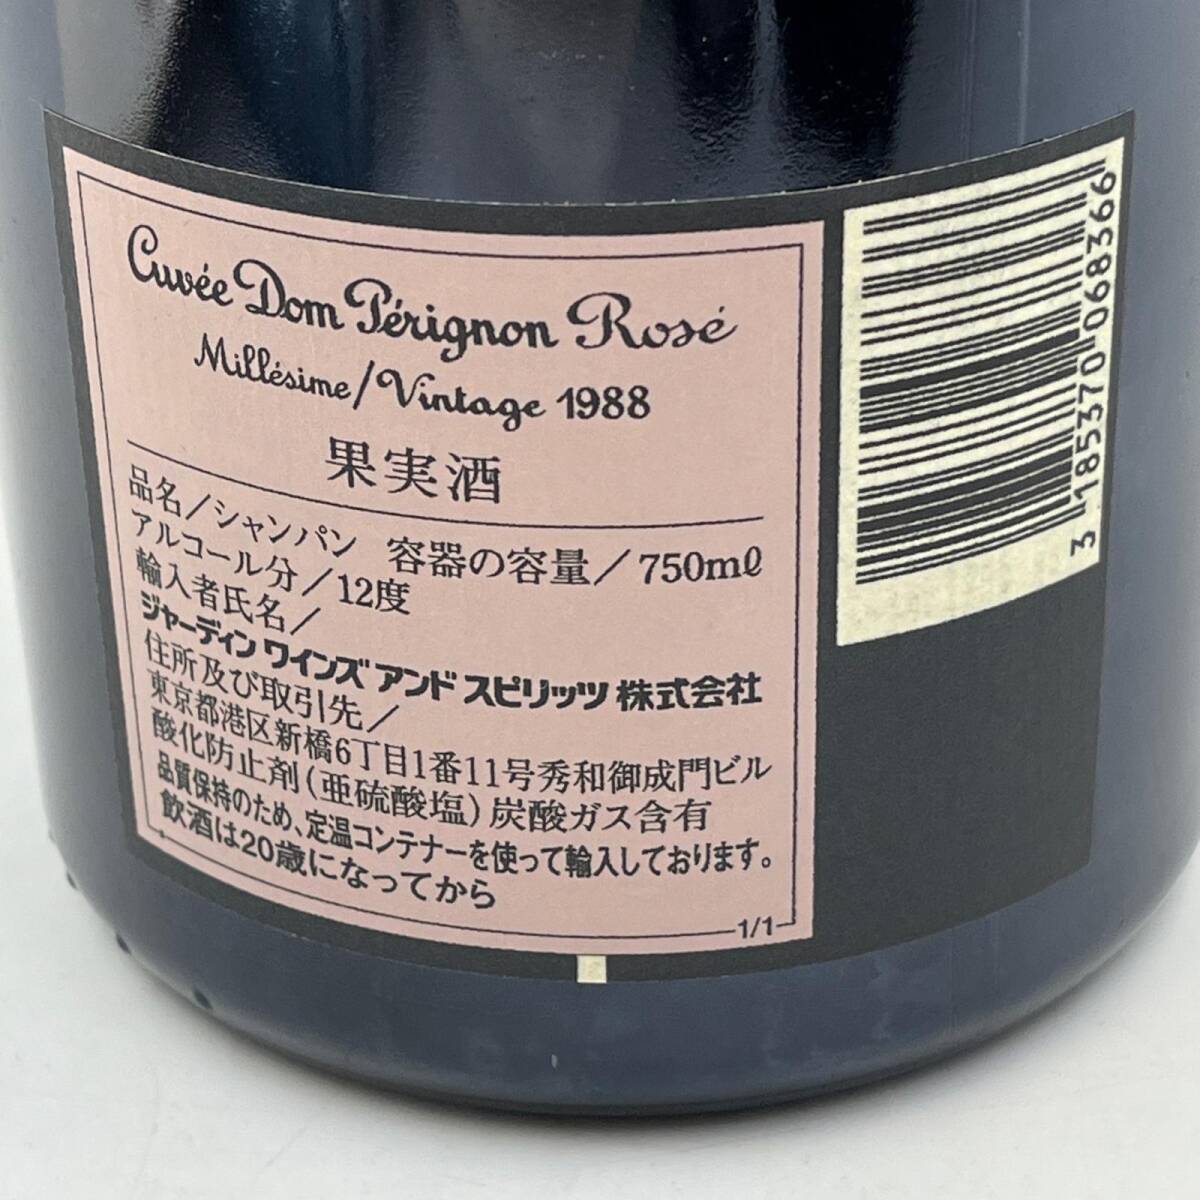 Cuvée Dom Pérignon Rosé
Millésime/Vintage 1988
果実酒
品名／シャンパン 容器の容量／750mℓ
アルコール分／12度
輸入者氏名／
ジャーディン ワインズ アンド スピリッツ 株式会社
住所及び取引先／
東京都港区新橋6丁目1番11号秀和御成門ビル
酸化防止剤(亜硫酸塩)炭酸ガス含有
品質保持のため、定温コンテナーを使って輸入しております。
飲酒は20歳になってから
1/1
3 185370 068366